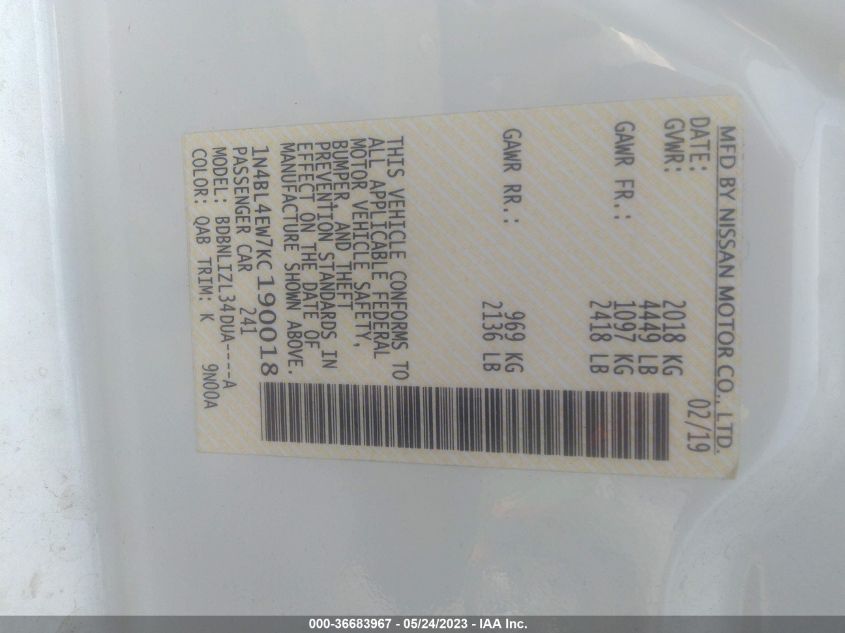 MFD BY NISSAN MOTOR CO., LTD.
DATE: 02/19
GVWR: 2018 KG
4449 LB
GAWR FR.: 1097 KG
2418 LB
GAWR RR.: 969 KG
2136 LB
THIS VEHICLE CONFORMS TO
ALL APPLICABLE FEDERAL
MOTOR VEHICLE SAFETY,
BUMPER, AND THEFT
PREVENTION STANDARDS IN
EFFECT ON THE DATE OF
MANUFACTURE SHOWN ABOVE.
1N4BL4EW7KC190018
PASSENGER CAR 241
MODEL: BDBNLIZL34DUA----A
COLOR: QAB TRIM: K 9N00A
000-36683967 - 05/24/2023 - IAA Inc.